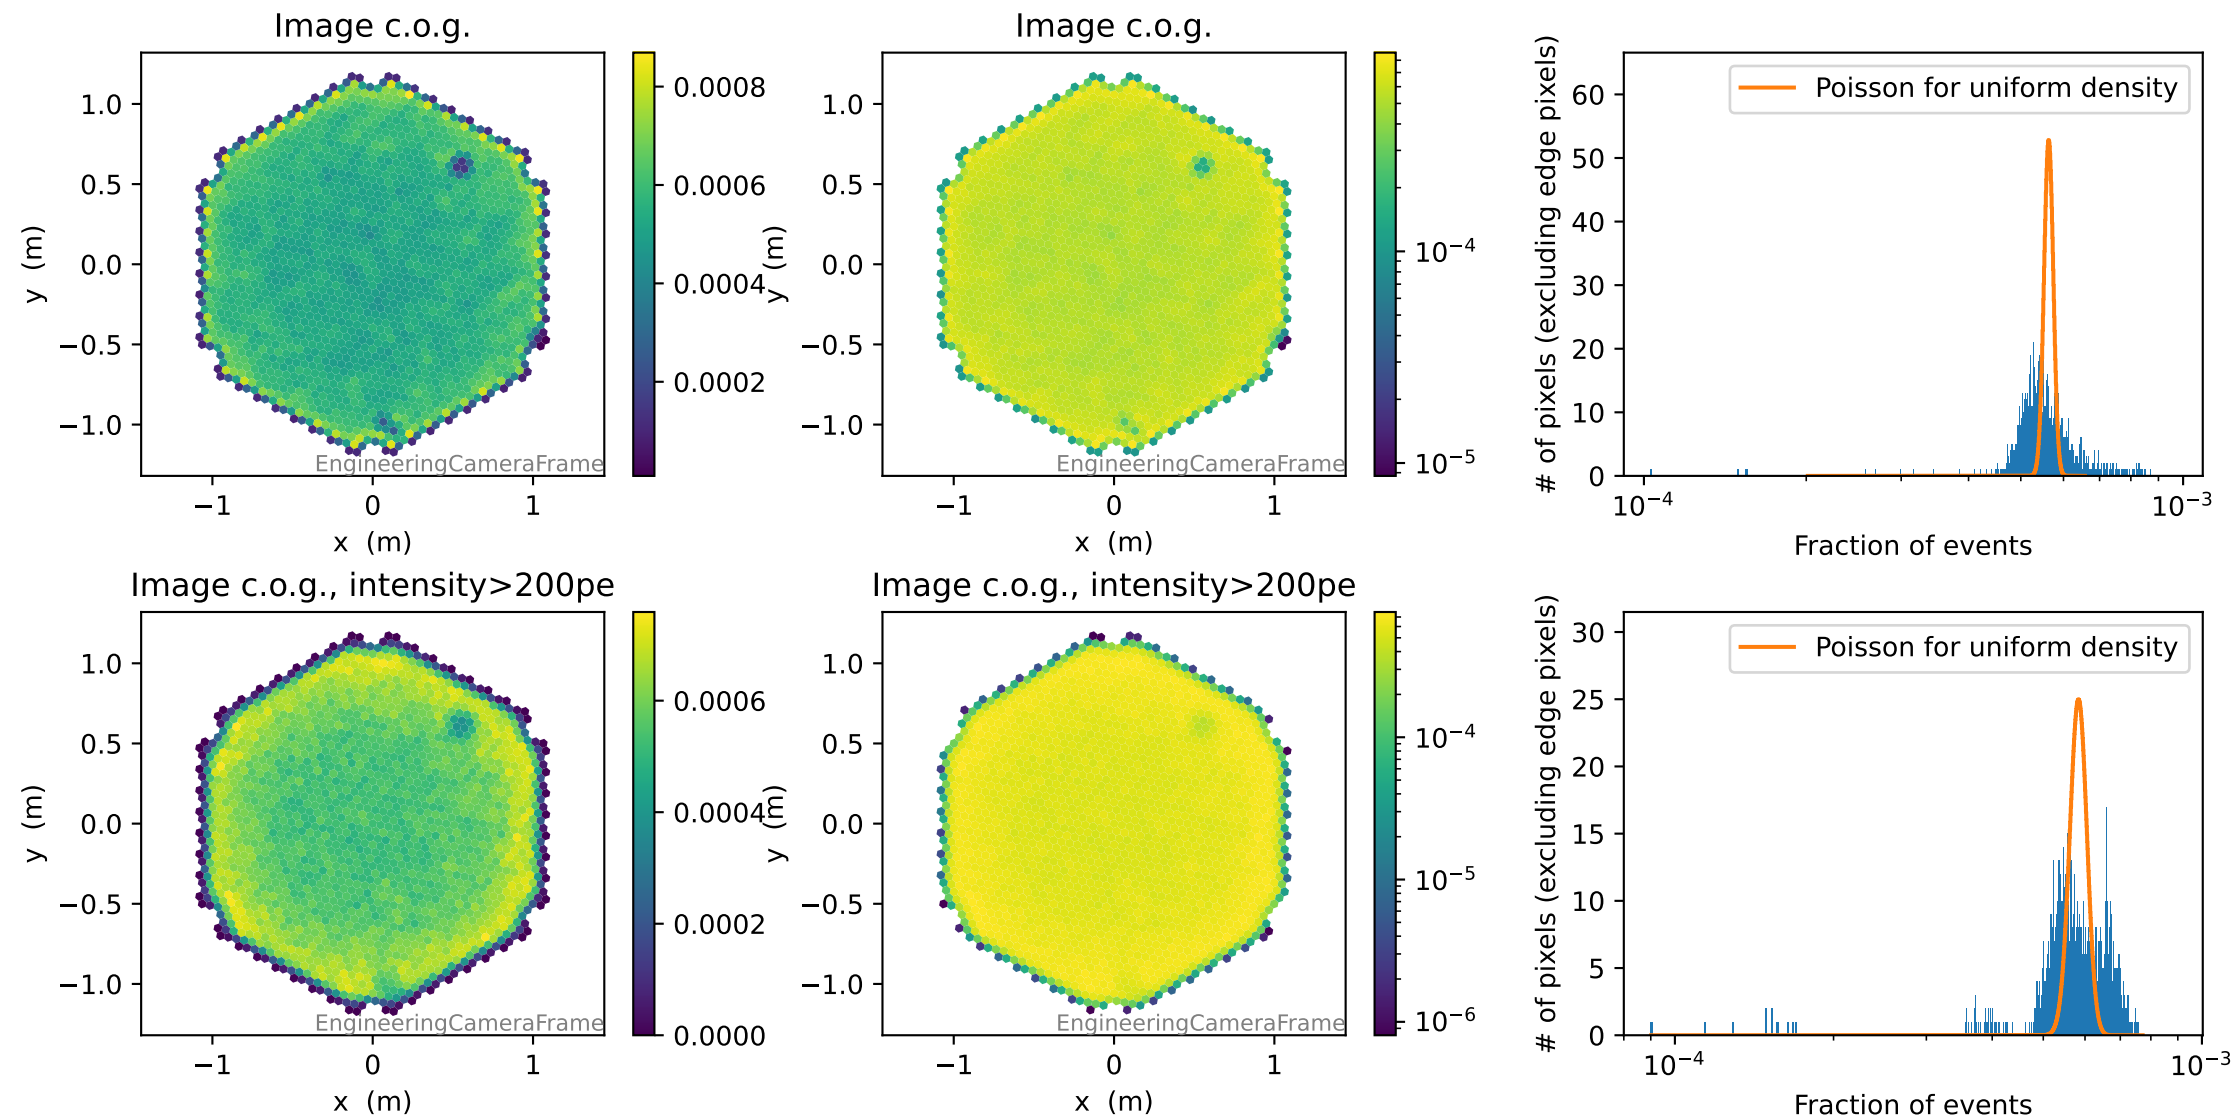 Image c.o.g.
y (m)
1.0
0.5
0.0
−0.5
−1.0
−1
0
1
x (m)
EngineeringCameraFrame
0.0008
0.0006
0.0004
0.0002
Image c.o.g.
y (m)
1.0
0.5
0.0
−0.5
−1.0
−1
0
1
x (m)
EngineeringCameraFrame
10⁻⁴
10⁻⁵
# of pixels (excluding edge pixels)
60
50
40
30
20
10
0
Poisson for uniform density
10⁻⁴
10⁻³
Fraction of events
Image c.o.g., intensity>200pe
y (m)
1.0
0.5
0.0
−0.5
−1.0
−1
0
1
x (m)
EngineeringCameraFrame
0.0006
0.0004
0.0002
0.0000
Image c.o.g., intensity>200pe
y (m)
1.0
0.5
0.0
−0.5
−1.0
−1
0
1
x (m)
EngineeringCameraFrame
10⁻⁴
10⁻⁵
10⁻⁶
# of pixels (excluding edge pixels)
30
25
20
15
10
5
0
Poisson for uniform density
10⁻⁴
10⁻³
Fraction of events